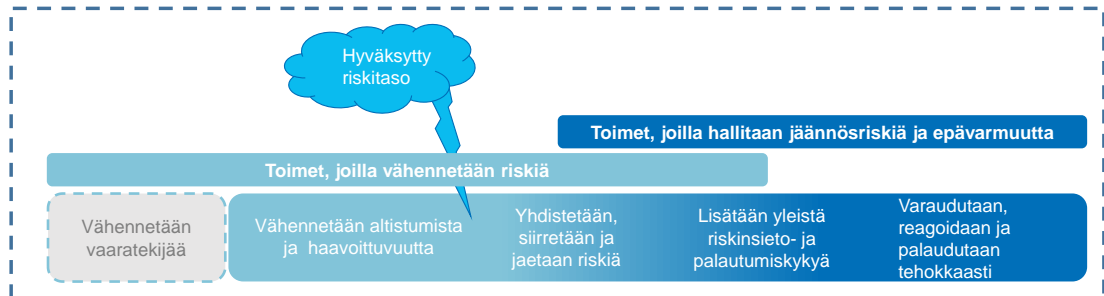 Hyväksytty
riskitaso
Toimet, joilla hallitaan jäännösriskiä ja epävarmuutta
Toimet, joilla vähennetään riskiä
Vähennetään
vaaratekijää
Vähennetään altistumista
ja haavoittuvuutta
Yhdistetään,
siirretään ja
jaetaan riskiä
Lisätään yleistä
riskinsieto- ja
palautumiskykyä
Varaudutaan,
reagoidaan ja
palaudutaan
tehokkaasti